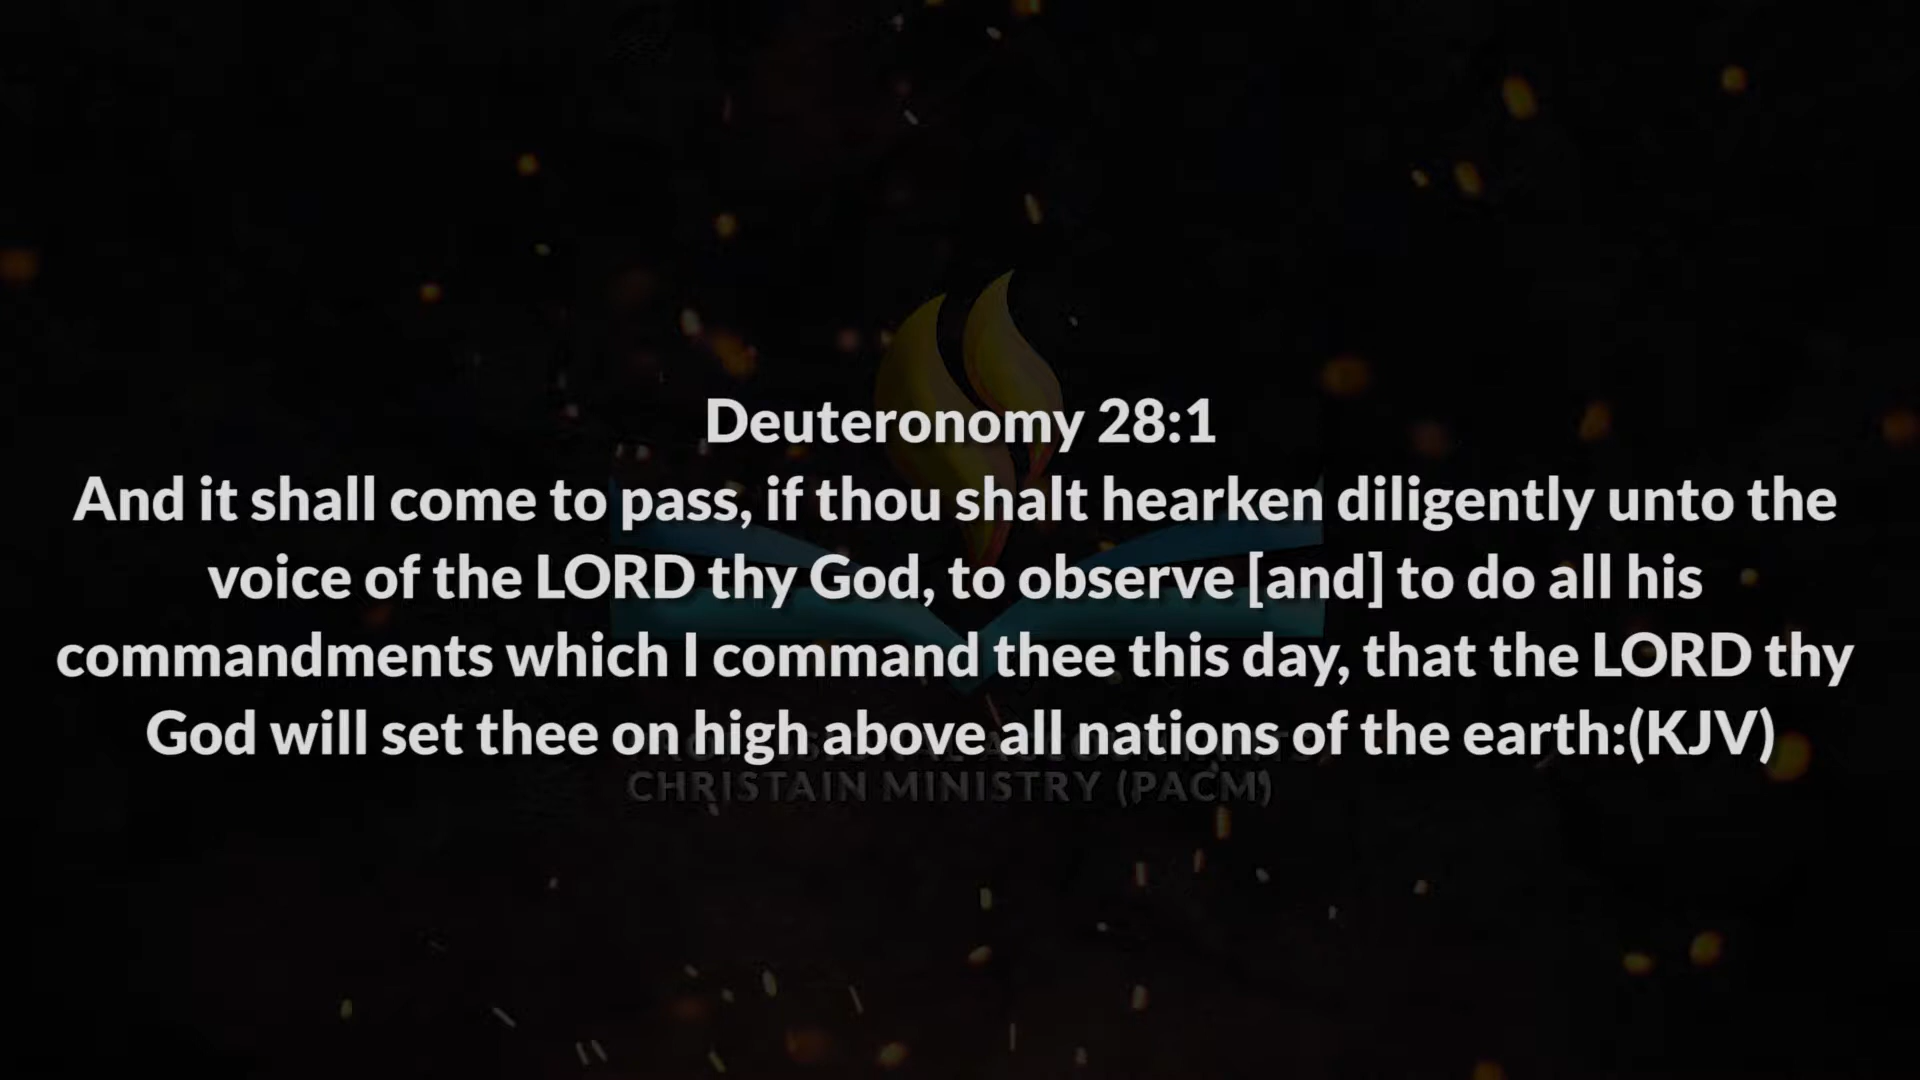 Deuteronomy 28:1
And it shall come to pass, if thou shalt hearken diligently unto the
voice of the LORD thy God, to observe [and] to do all his
commandments which I command thee this day, that the LORD thy
God will set thee on high above all nations of the earth:(KJV)
CHRISTAIN MINISTRY (PACM)